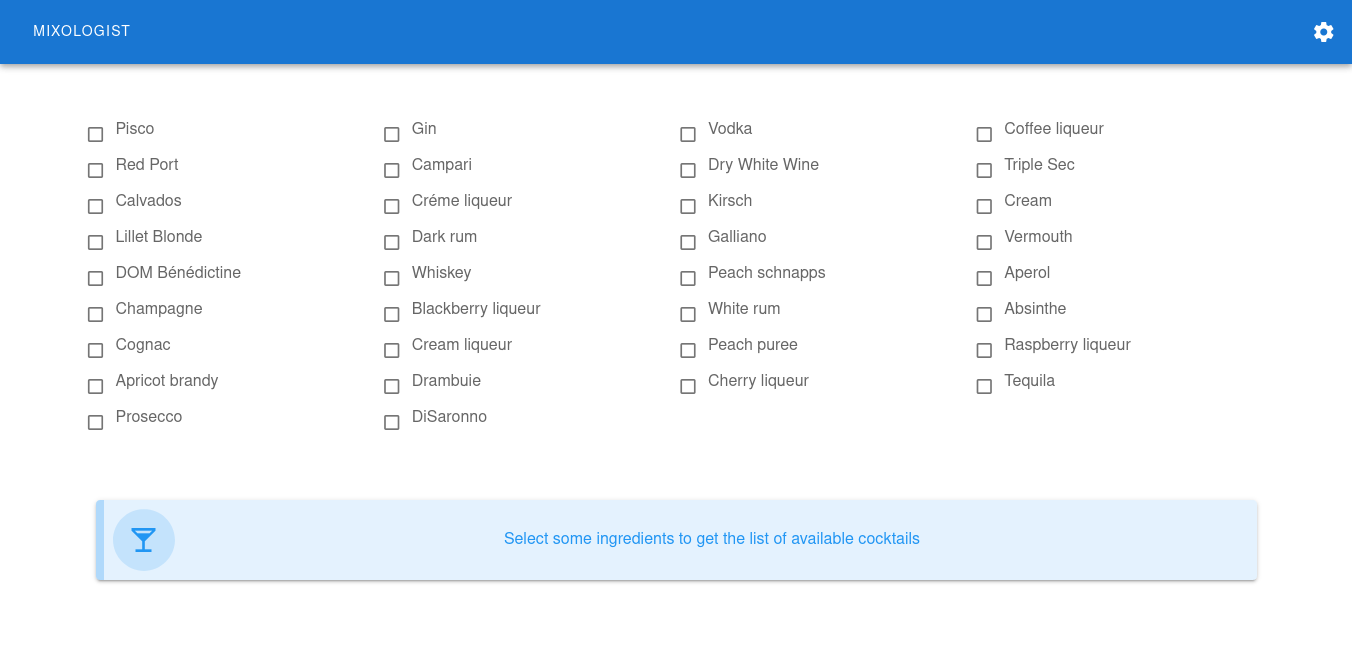 MIXOLOGIST
Pisco Gin Vodka Coffee liqueur
Red Port Campari Dry White Wine Triple Sec
Calvados Créme liqueur Kirsch Cream
Lillet Blonde Dark rum Galliano Vermouth
DOM Bénédictine Whiskey Peach schnapps Aperol
Champagne Blackberry liqueur White rum Absinthe
Cognac Cream liqueur Peach puree Raspberry liqueur
Apricot brandy Drambuie Cherry liqueur Tequila
Prosecco DiSaronno
Select some ingredients to get the list of available cocktails